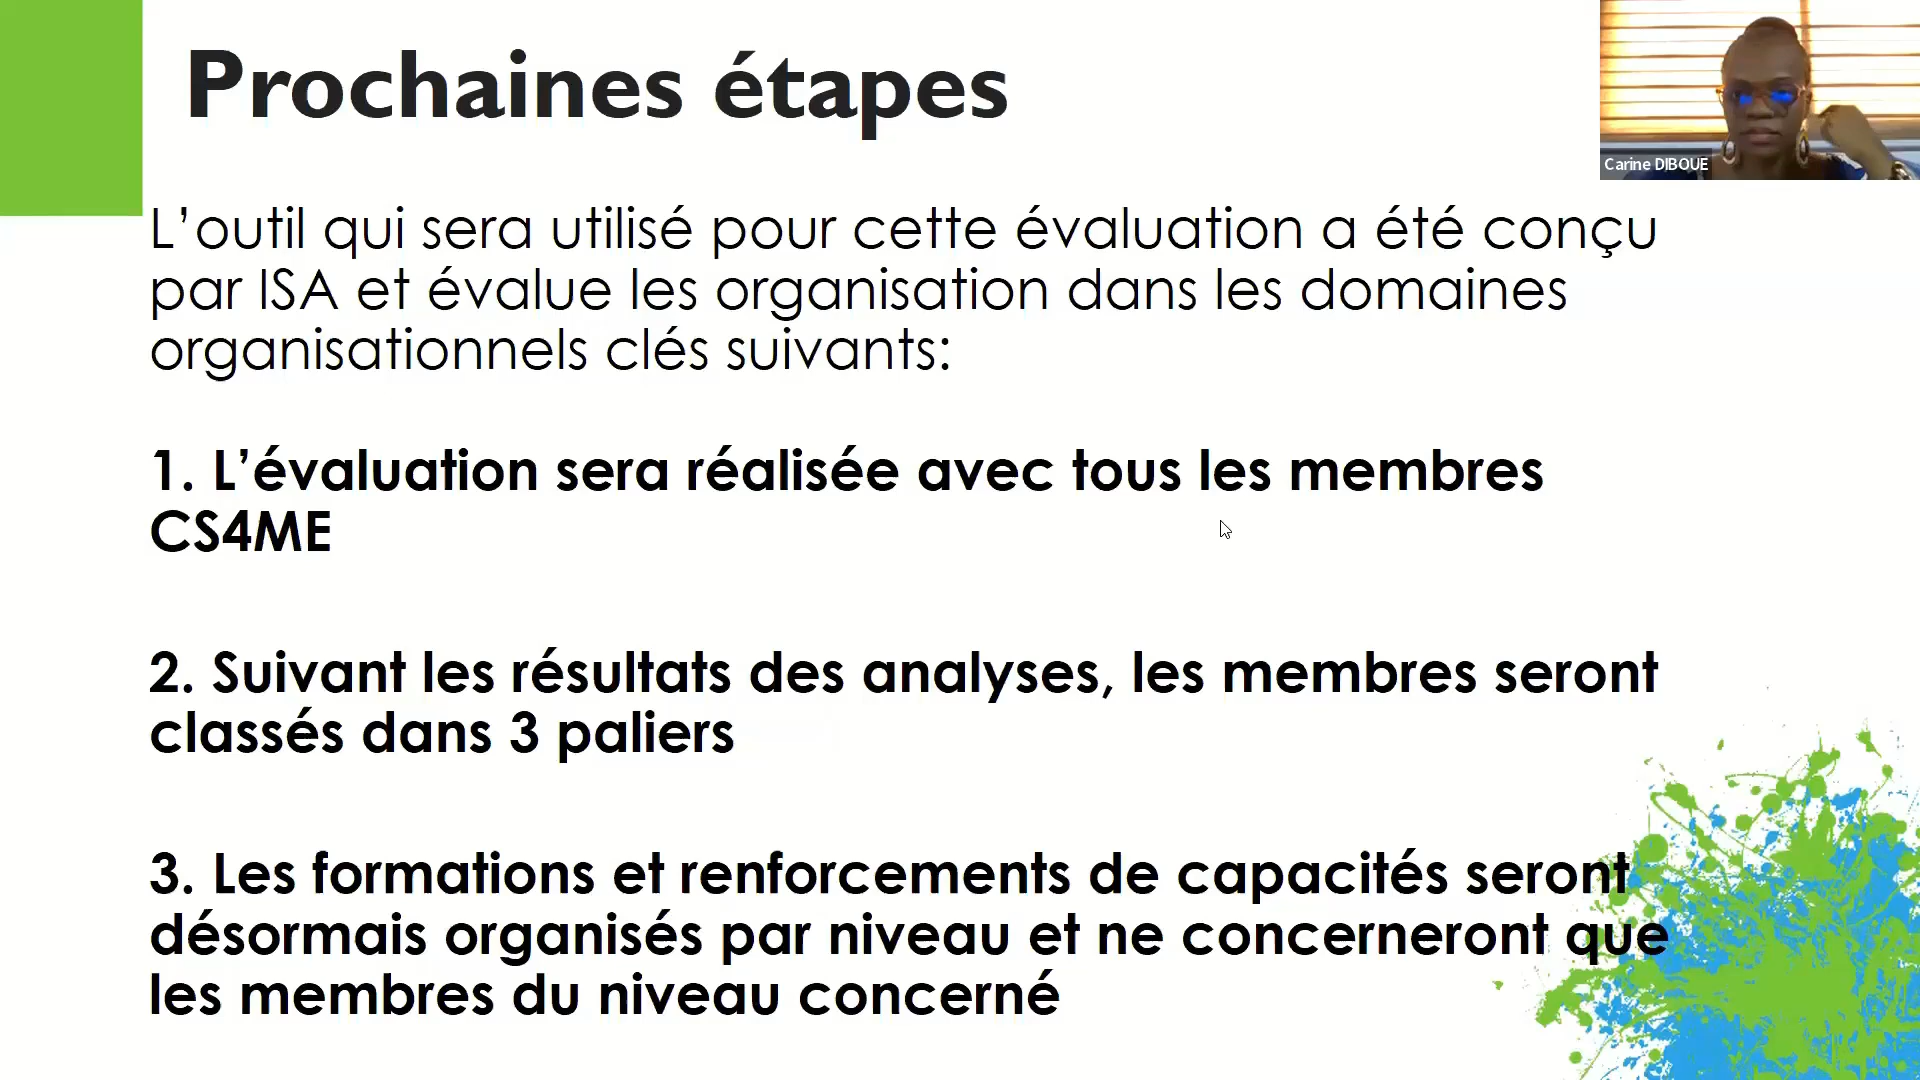 Prochaines étapes
Carine DIBOUE
L’outil qui sera utilisé pour cette évaluation a été conçu
par ISA et évalue les organisation dans les domaines
organisationnels clés suivants:
1. L’évaluation sera réalisée avec tous les membres
CS4ME
2. Suivant les résultats des analyses, les membres seront
classés dans 3 paliers
3. Les formations et renforcements de capacités seront
désormais organisés par niveau et ne concerneront que
les membres du niveau concerné